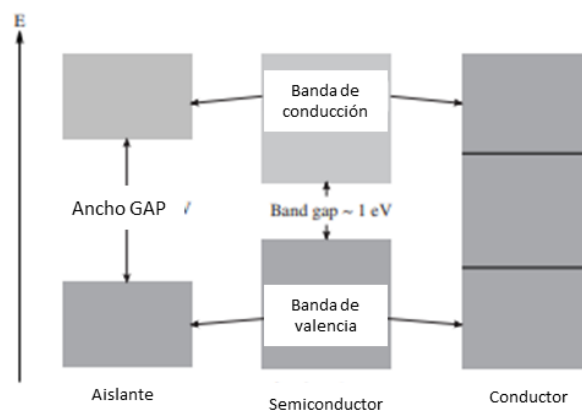 E
Banda de
conducción
Ancho GAP V
Band gap ~ 1 eV
Banda de
valencia
Aislante
Semiconductor
Conductor